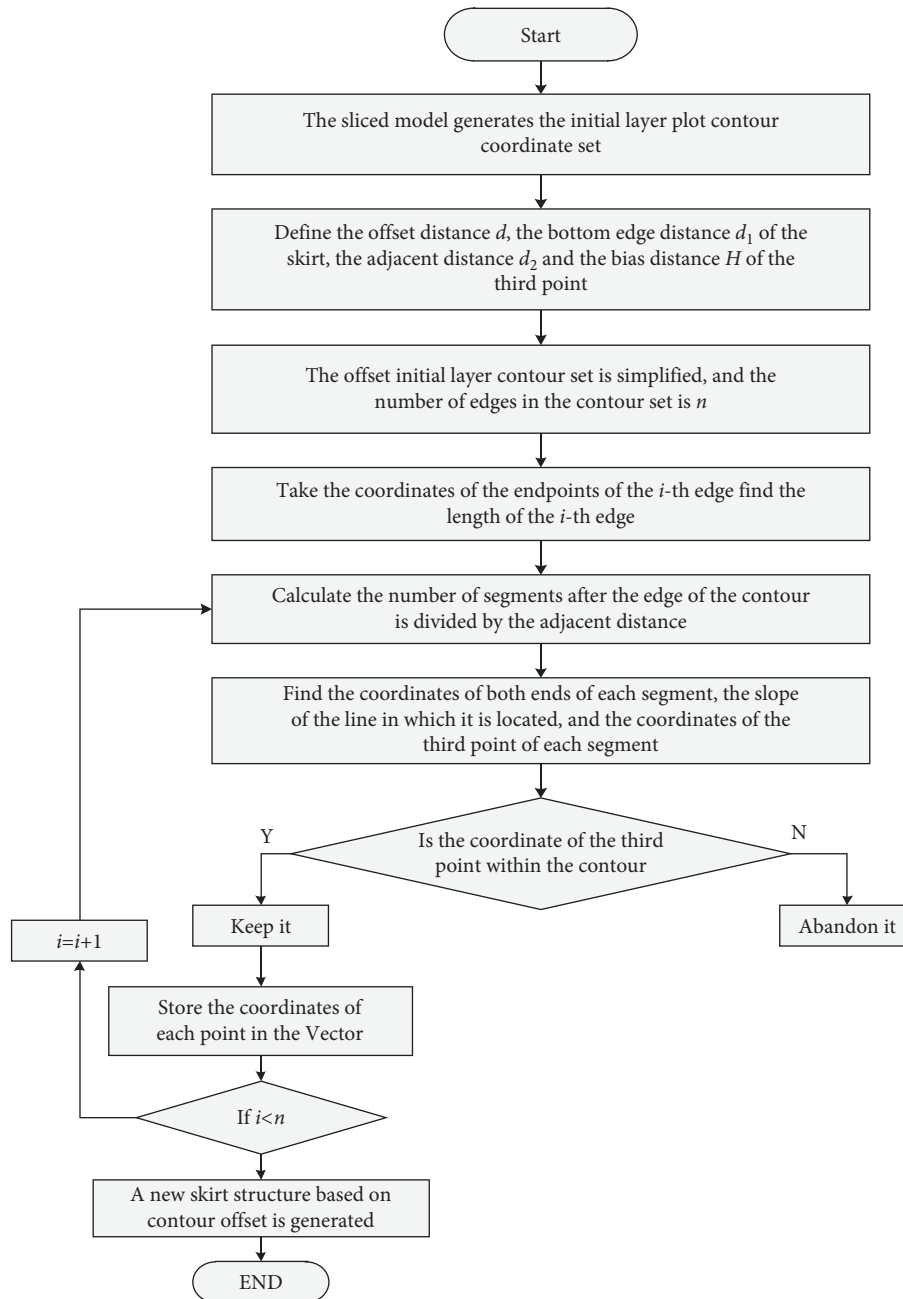 Start
The sliced model generates the initial layer plot contour
coordinate set
Define the offset distance d, the bottom edge distance d₁ of the
skirt, the adjacent distance d₂ and the bias distance H of the
third point
The offset initial layer contour set is simplified, and the
number of edges in the contour set is n
Take the coordinates of the endpoints of the i-th edge find the
length of the i-th edge
Calculate the number of segments after the edge of the contour
is divided by the adjacent distance
Find the coordinates of both ends of each segment, the slope
of the line in which it is located, and the coordinates of the
third point of each segment
Is the coordinate of the third
point within the contour
Y
N
Keep it
Abandon it
i=i+1
Store the coordinates of
each point in the Vector
If i<n
A new skirt structure based on
contour offset is generated
END